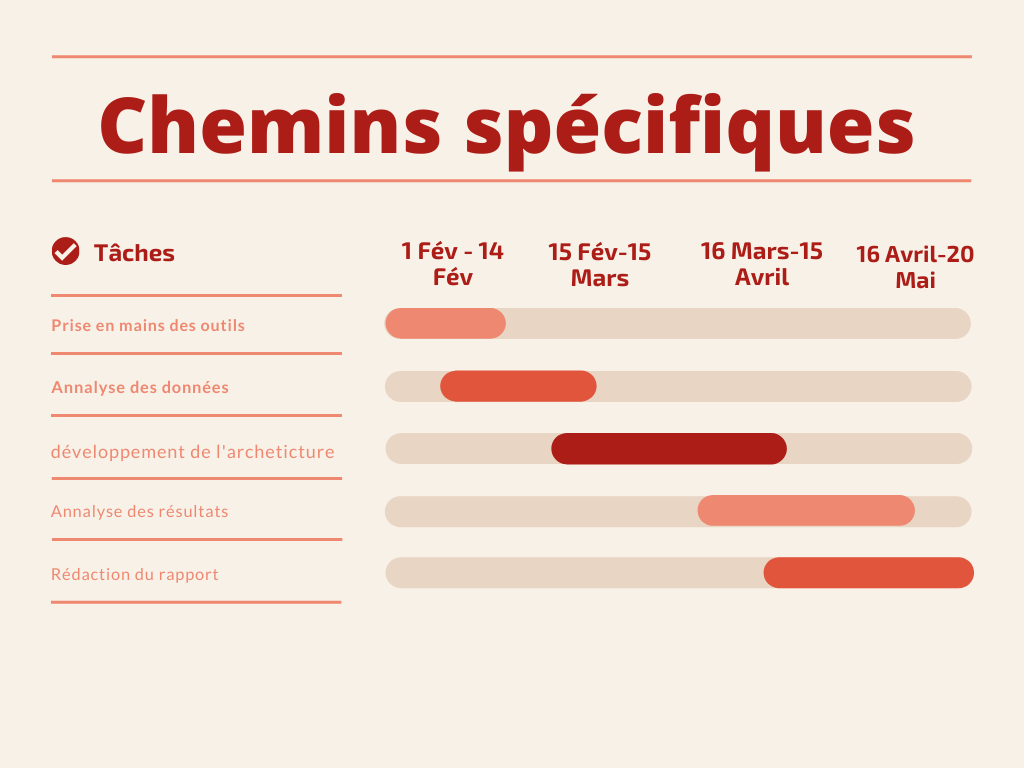 Chemins spécifiques
Tâches
1 Fév - 14
Fév
15 Fév-15
Mars
16 Mars-15
Avril
16 Avril-20
Mai
Prise en mains des outils
Annalyse des données
développement de l'archeticture
Annalyse des résultats
Rédaction du rapport